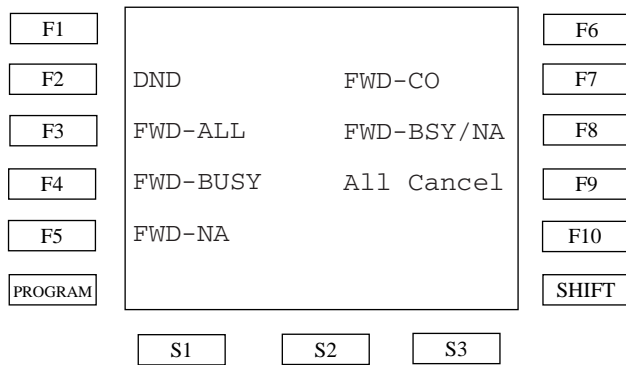 F1 F6
F2 DND FWD-CO F7
F3 FWD-ALL FWD-BSY/NA F8
F4 FWD-BUSY All Cancel F9
F5 FWD-NA F10
PROGRAM SHIFT
S1 S2 S3